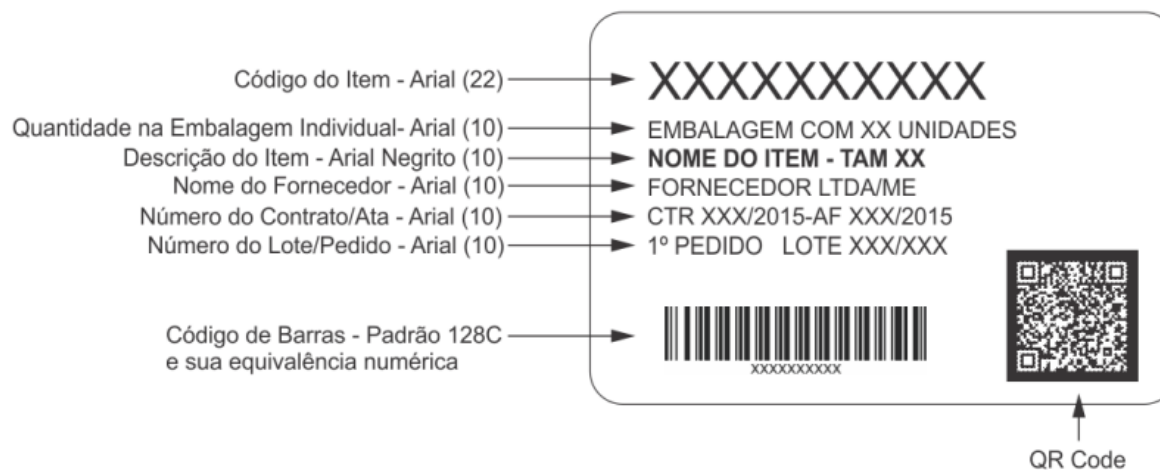 Código do Item - Arial (22)
XXXXXXXXXX
Quantidade na Embalagem Individual- Arial (10)
EMBALAGEM COM XX UNIDADES
Descrição do Item - Arial Negrito (10)
NOME DO ITEM - TAM XX
Nome do Fornecedor - Arial (10)
FORNECEDOR LTDA/ME
Número do Contrato/Ata - Arial (10)
CTR XXX/2015-AF XXX/2015
Número do Lote/Pedido - Arial (10)
1º PEDIDO LOTE XXX/XXX
Código de Barras - Padrão 128C
e sua equivalência numérica
XXXXXXXXXX
QR Code